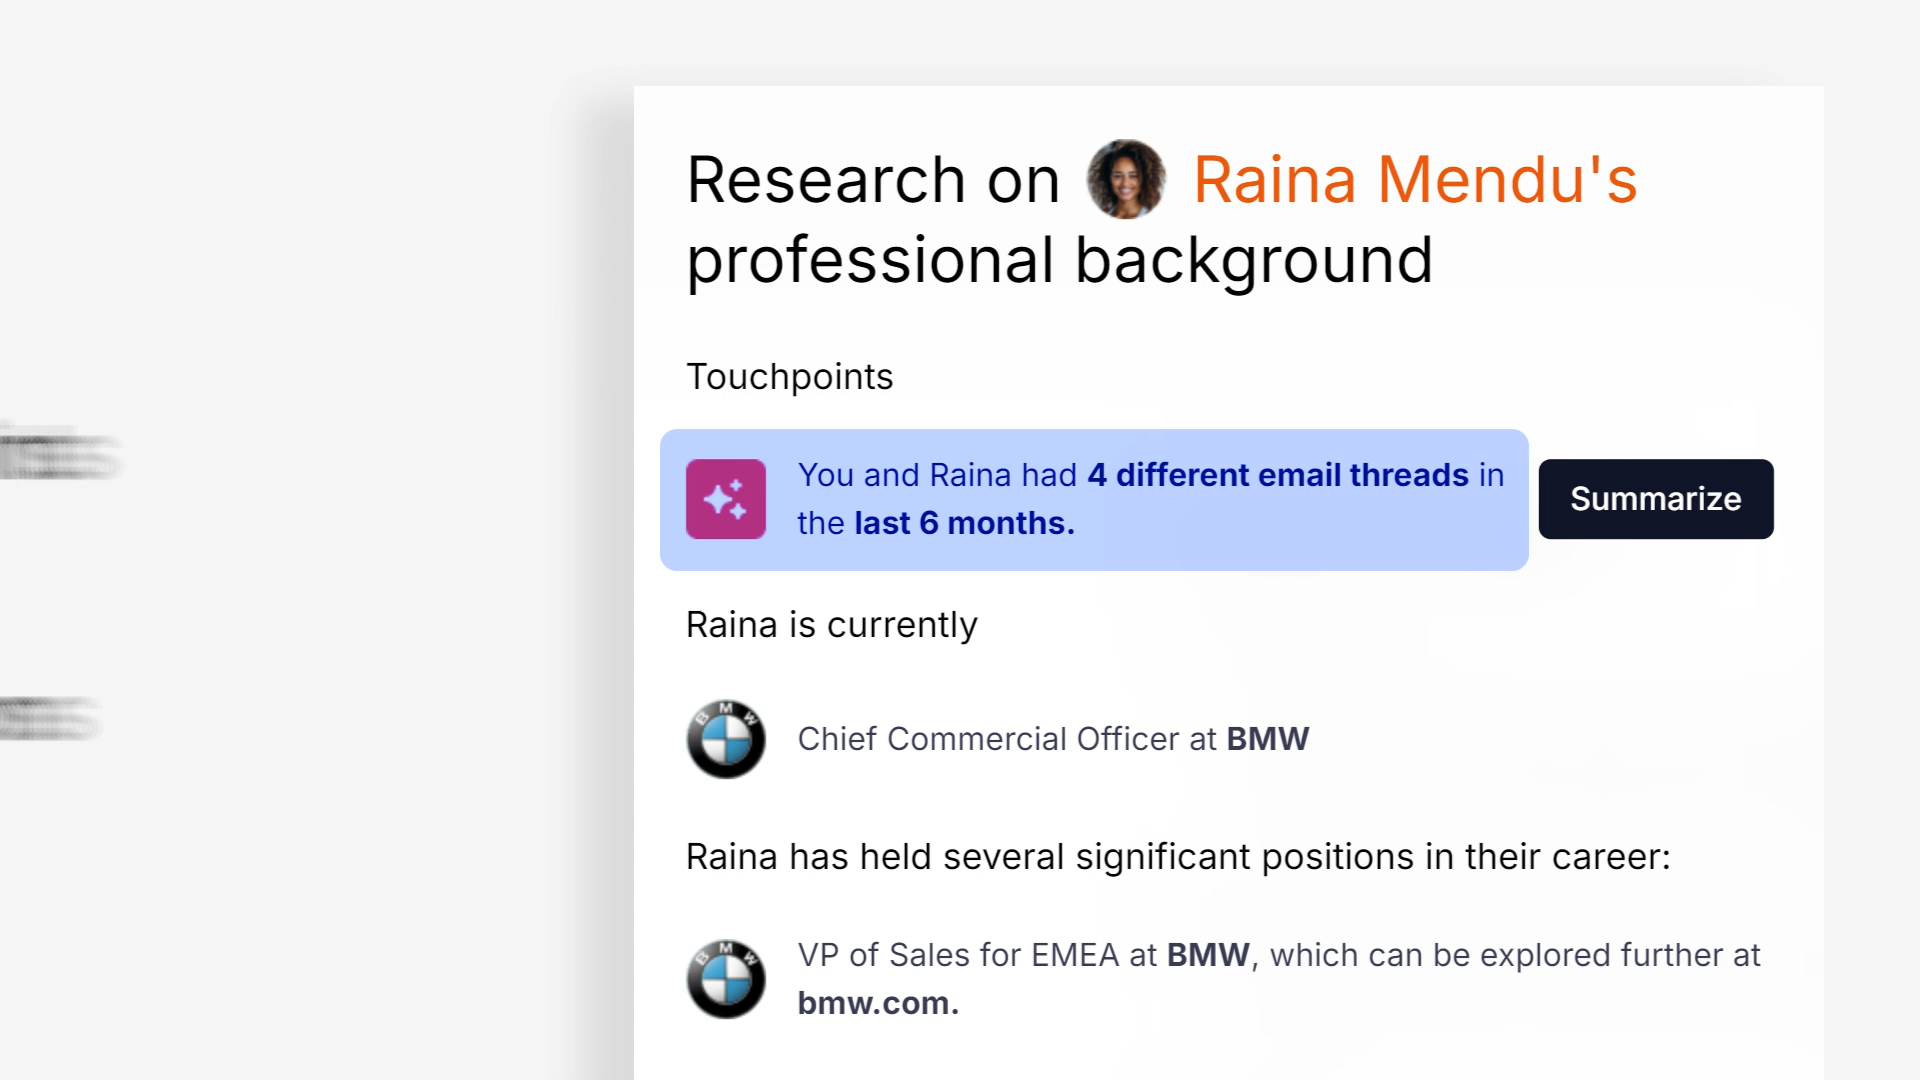 Research on Raina Mendu's
professional background
Touchpoints
You and Raina had 4 different email threads in
the last 6 months.
Summarize
Raina is currently
BMW
Chief Commercial Officer at BMW
Raina has held several significant positions in their career:
BMW
VP of Sales for EMEA at BMW, which can be explored further at
bmw.com.